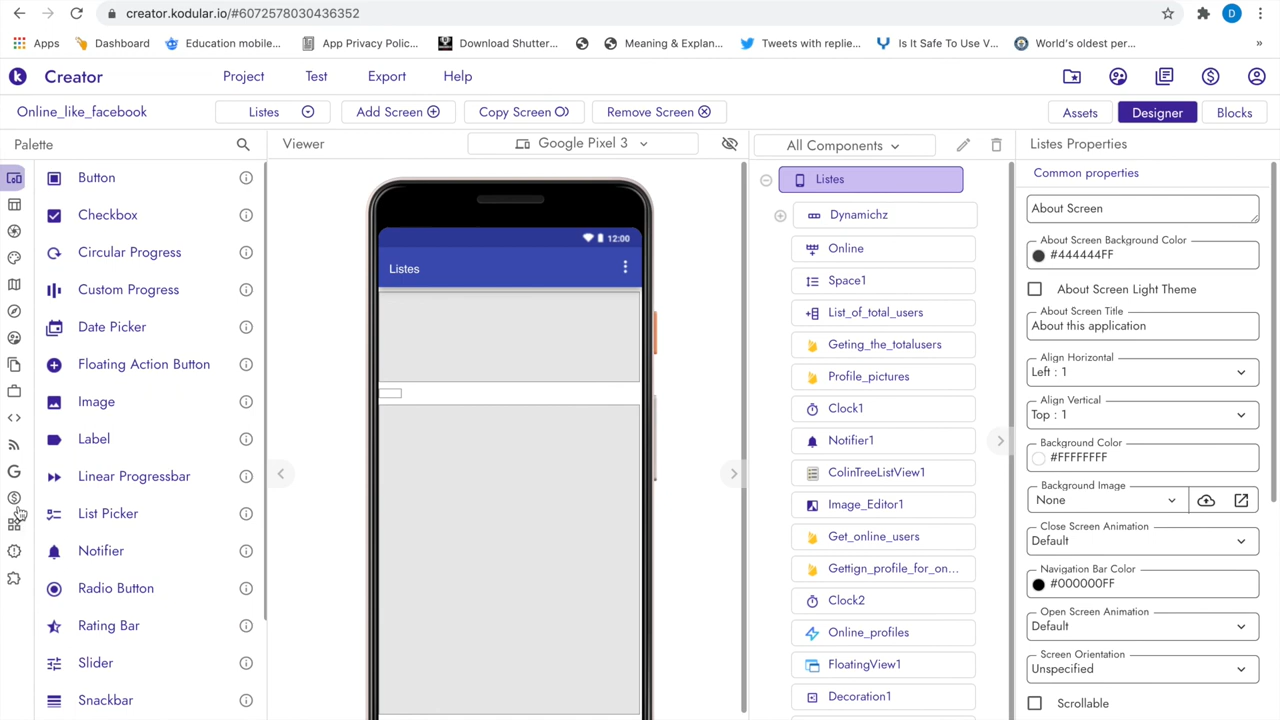 creator.kodular.io/#6072578030436352
D
Apps
Dashboard
Education mobile...
App Privacy Polic...
Download Shutter...
Meaning & Explan...
Tweets with replie...
Is It Safe To Use V...
World's oldest per...
»
Creator
Project
Test
Export
Help
Online_like_facebook
Listes
Add Screen
Copy Screen
Remove Screen
Assets
Designer
Blocks
Palette
Viewer
Google Pixel 3
All Components
Listes Properties
Button
Checkbox
Circular Progress
Custom Progress
Date Picker
Floating Action Button
Image
Label
Linear Progressbar
List Picker
Notifier
Radio Button
Rating Bar
Slider
Snackbar
12:00
Listes
Listes
Dynamichz
Online
Space1
List_of_total_users
Geting_the_totalusers
Profile_pictures
Clock1
Notifier1
ColinTreeListView1
Image_Editor1
Get_online_users
Gettign_profile_for_on...
Clock2
Online_profiles
FloatingView1
Decoration1
Common properties
About Screen
About Screen Background Color
#444444FF
About Screen Light Theme
About Screen Title
About this application
Align Horizontal
Left : 1
Align Vertical
Top : 1
Background Color
#FFFFFFFF
Background Image
None
Close Screen Animation
Default
Navigation Bar Color
#000000FF
Open Screen Animation
Default
Screen Orientation
Unspecified
Scrollable